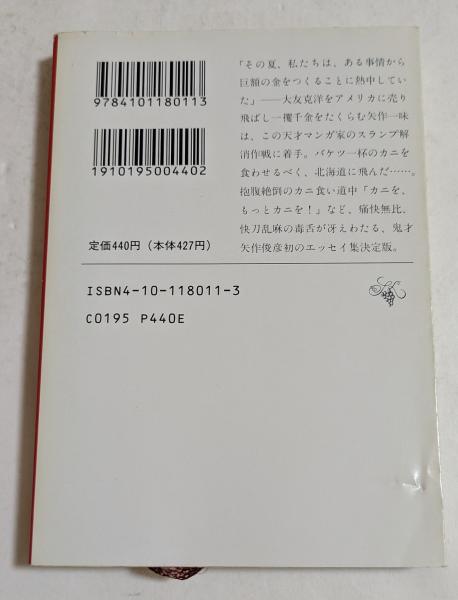 9784101180113
1910195004402
定価440円（本体427円）
「その夏、私たちは、ある事情から
巨額の金をつくることに熱中してい
た」――大友克洋をアメリカに売り
飛ばし一攫千金をたくらむ矢作一味
は、この天才マンガ家のスランプ解
消作戦に着手。バケツ一杯のカニを
食わせるべく、北海道に飛んだ……。
抱腹絶倒のカニ食い道中「カニを、
もっとカニを！」など、痛快無比、
快刀乱麻の毒舌が冴えわたる、鬼才
矢作俊彦初のエッセイ集決定版。
ISBN4-10-118011-3
C0195 P440E